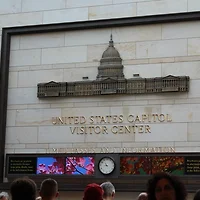 UNITED STATES CAPITOL
VISITOR CENTER